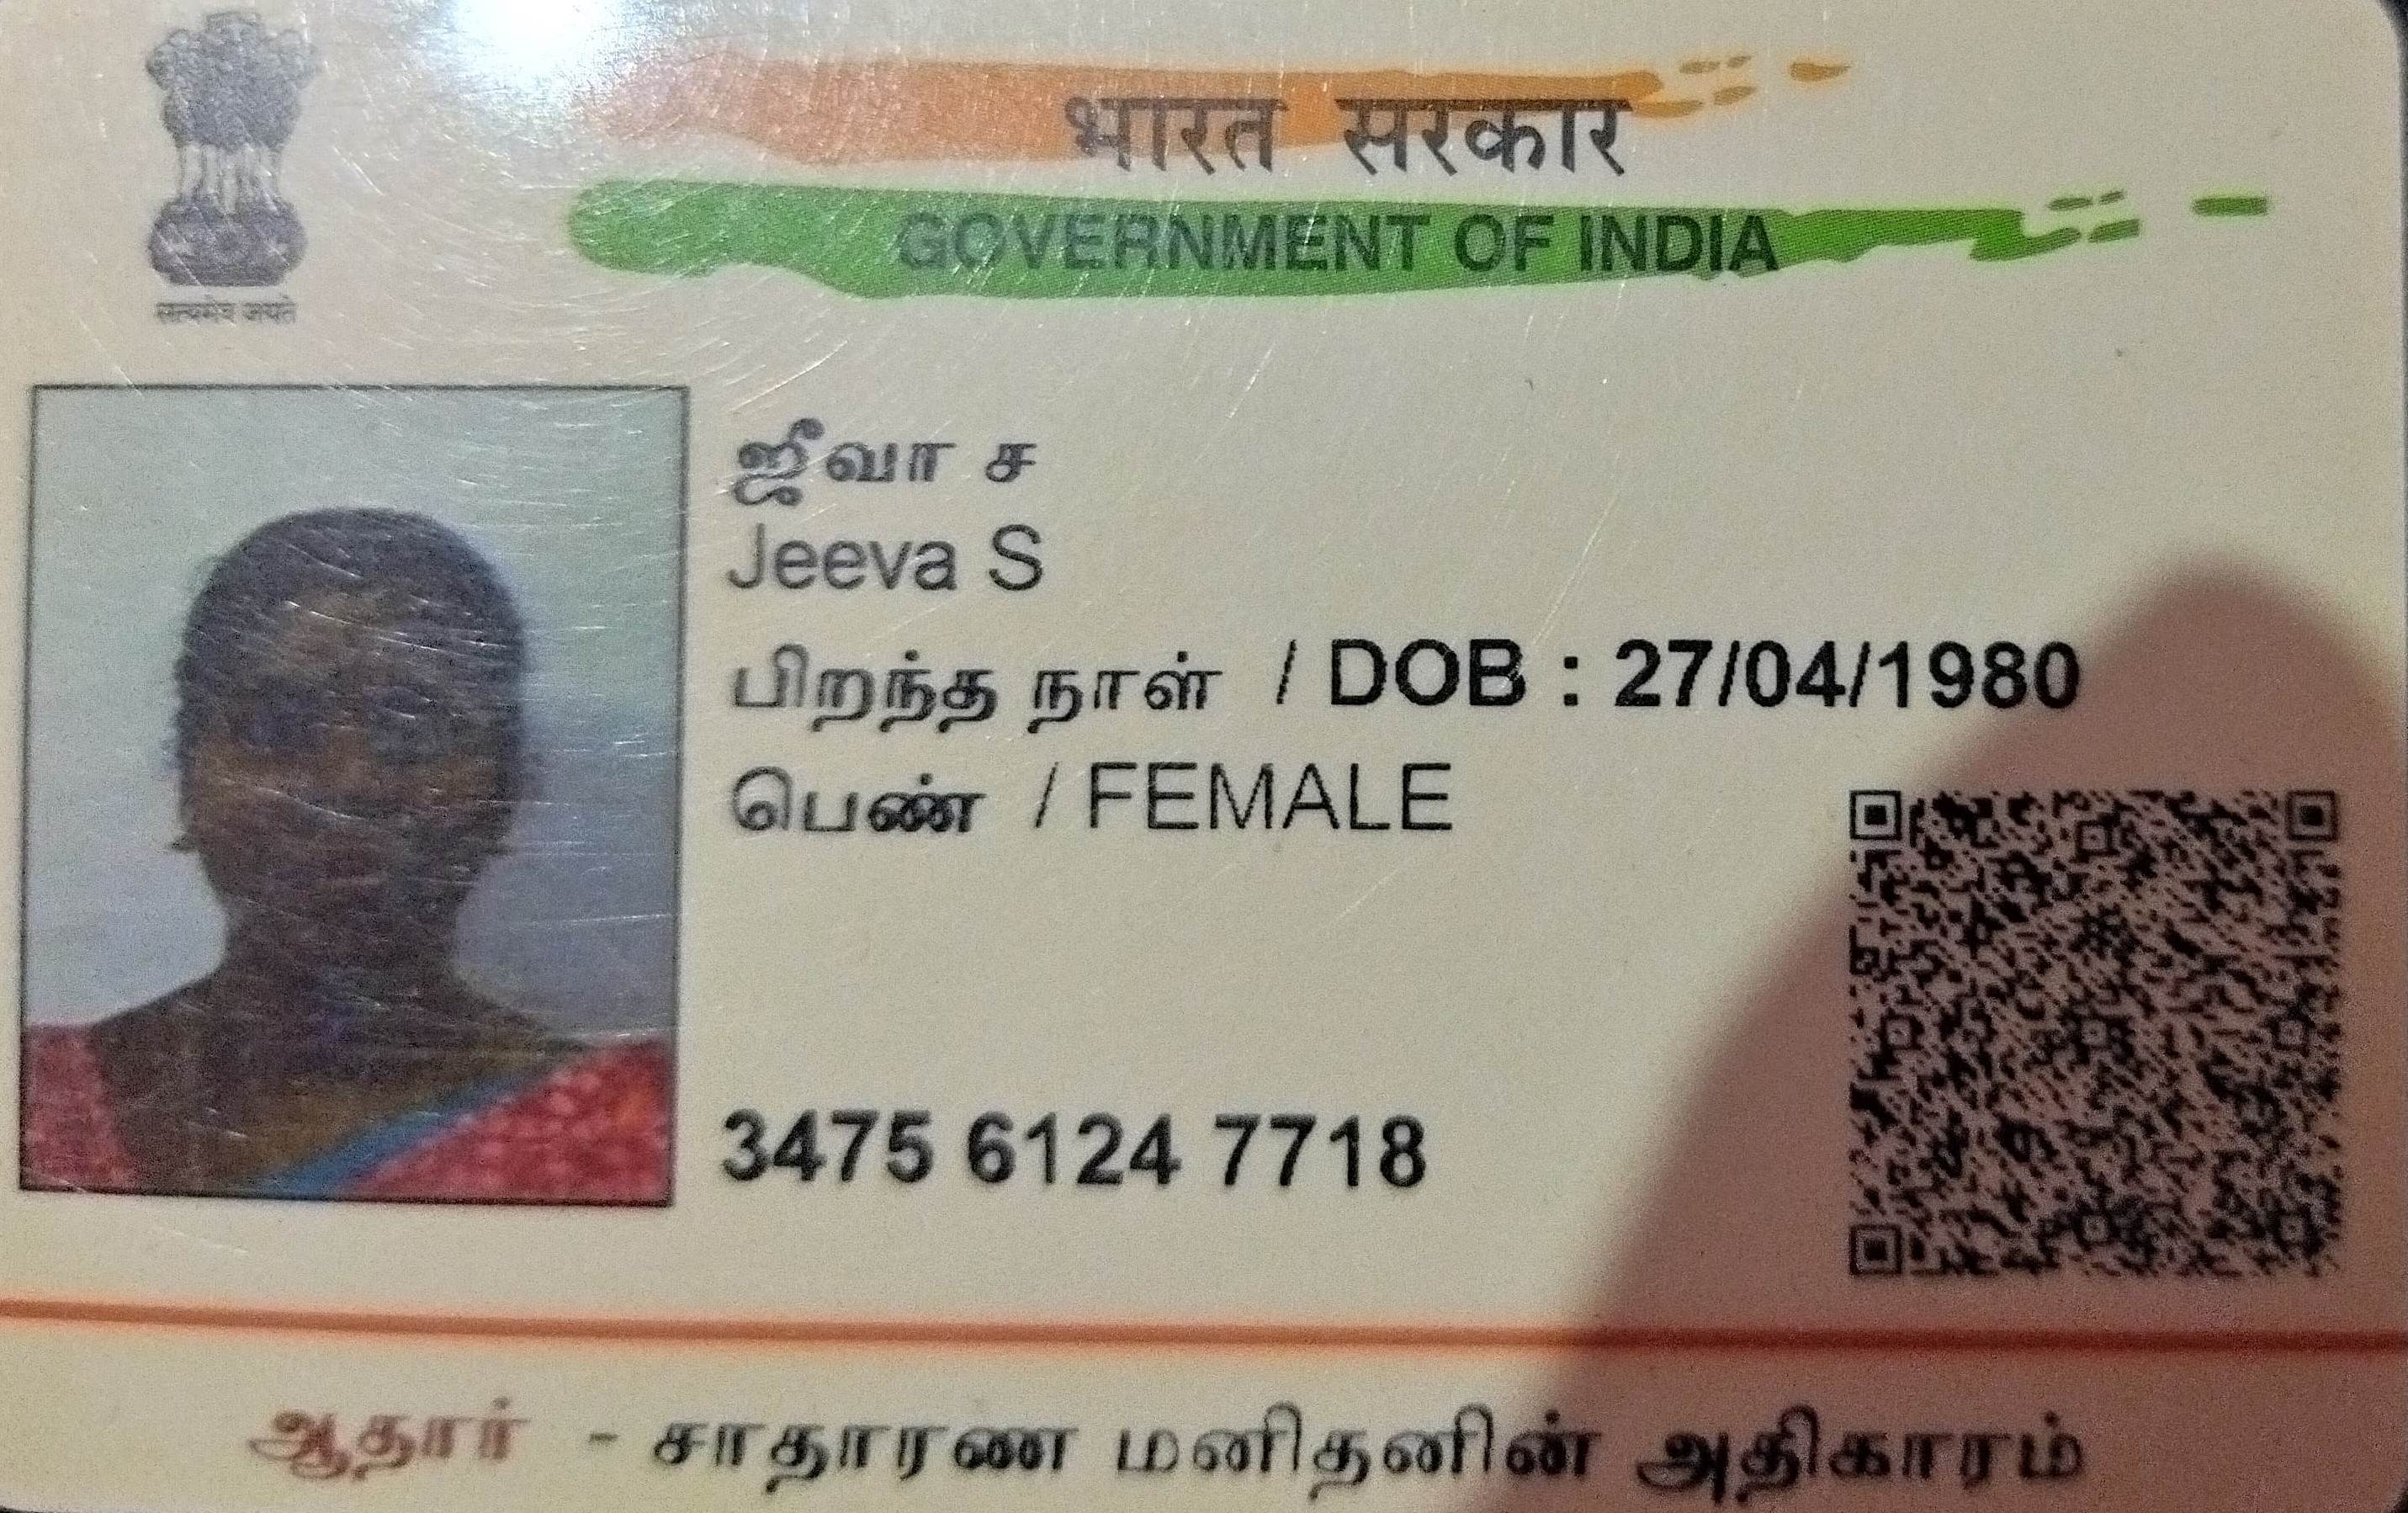 भारत सरकार
GOVERNMENT OF INDIA
सत्यमेव जयते
ஜீவா ச
Jeeva S
பிறந்த நாள் / DOB : 27/04/1980
பெண் / FEMALE
3475 6124 7718
ஆதார் - சாதாரண மனிதனின் அதிகாரம்